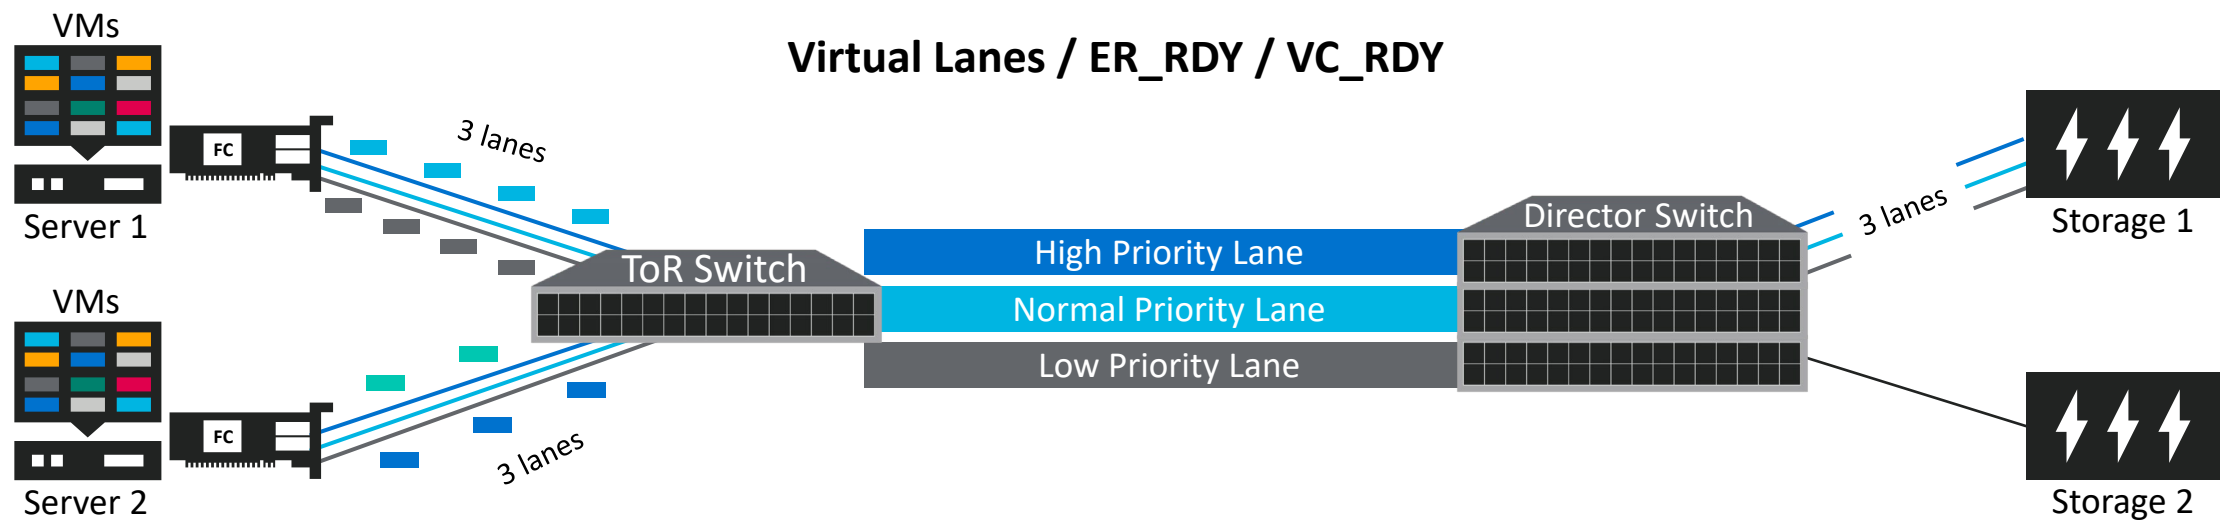 Virtual Lanes / ER_RDY / VC_RDY
VMs
FC
Server 1
3 lanes
VMs
FC
Server 2
3 lanes
ToR Switch
High Priority Lane
Normal Priority Lane
Low Priority Lane
Director Switch
3 lanes
Storage 1
Storage 2